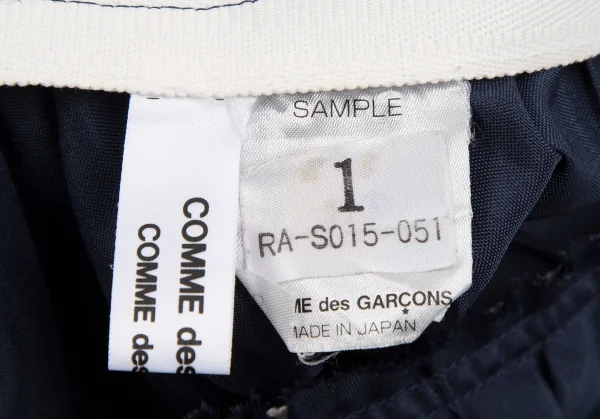 COMME des
COMME des
SAMPLE
1
RA-S015-051
ME des GARÇONS
MADE IN JAPAN